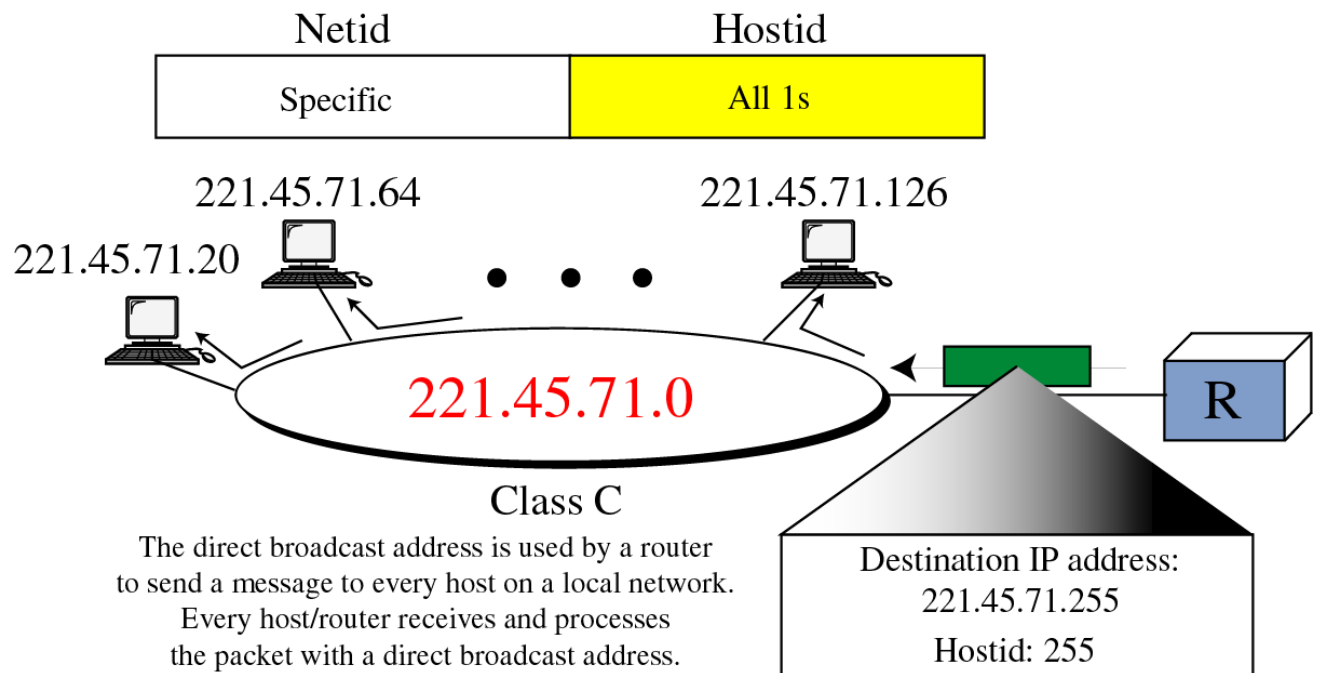 Netid
Hostid
Specific
All 1s
221.45.71.64
221.45.71.126
221.45.71.20
221.45.71.0
R
Class C
The direct broadcast address is used by a router
to send a message to every host on a local network.
Every host/router receives and processes
the packet with a direct broadcast address.
Destination IP address:
221.45.71.255
Hostid: 255